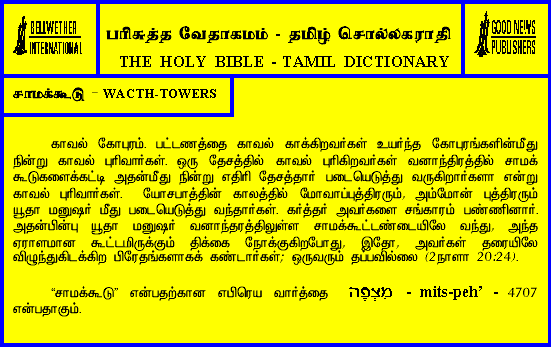 BELLWETHER
INTERNATIONAL
பரிசுத்த வேதாகமம் - தமிழ் சொல்லகராதி
THE HOLY BIBLE - TAMIL DICTIONARY
GOOD NEWS
PUBLISHERS
சாமக்கூடு - WACTH-TOWERS
காவல் கோபுரம். பட்டணத்தை காவல் காக்கிறவர்கள் உயர்ந்த கோபுரங்களின்மீது
நின்று காவல் புரிவார்கள். ஒரு தேசத்தில் காவல் புரிகிறவர்கள் வனாந்திரத்தில் சாமக்
கூடுகளைக்கட்டி அதன்மீது நின்று எதிரி தேசத்தார் படையெடுத்து வருகிறார்களா என்று
காவல் புரிவார்கள். யோசபாத்தின் காலத்தில் மோவாப்புத்திரரும், அம்மோன் புத்திரரும்
யூதா மனுஷர் மீது படையெடுத்து வந்தார்கள். கர்த்தர் அவர்களை சங்காரம் பண்ணினார்.
அதன்பின்பு யூதா மனுஷர் வனாந்தரத்திலுள்ள சாமக்கூட்டண்டையிலே வந்து, அந்த
ஏராளமான கூட்டமிருக்கும் திக்கை நோக்குகிறபோது, இதோ, அவர்கள் தரையிலே
விழுந்துகிடக்கிற பிரேதங்களாகக் கண்டார்கள்; ஒருவரும் தப்பவில்லை (2நாளா 20:24).
“சாமக்கூடு” என்பதற்கான எபிரெய வார்த்தை מִצְפֶּה - mits-peh’ - 4707
என்பதாகும்.